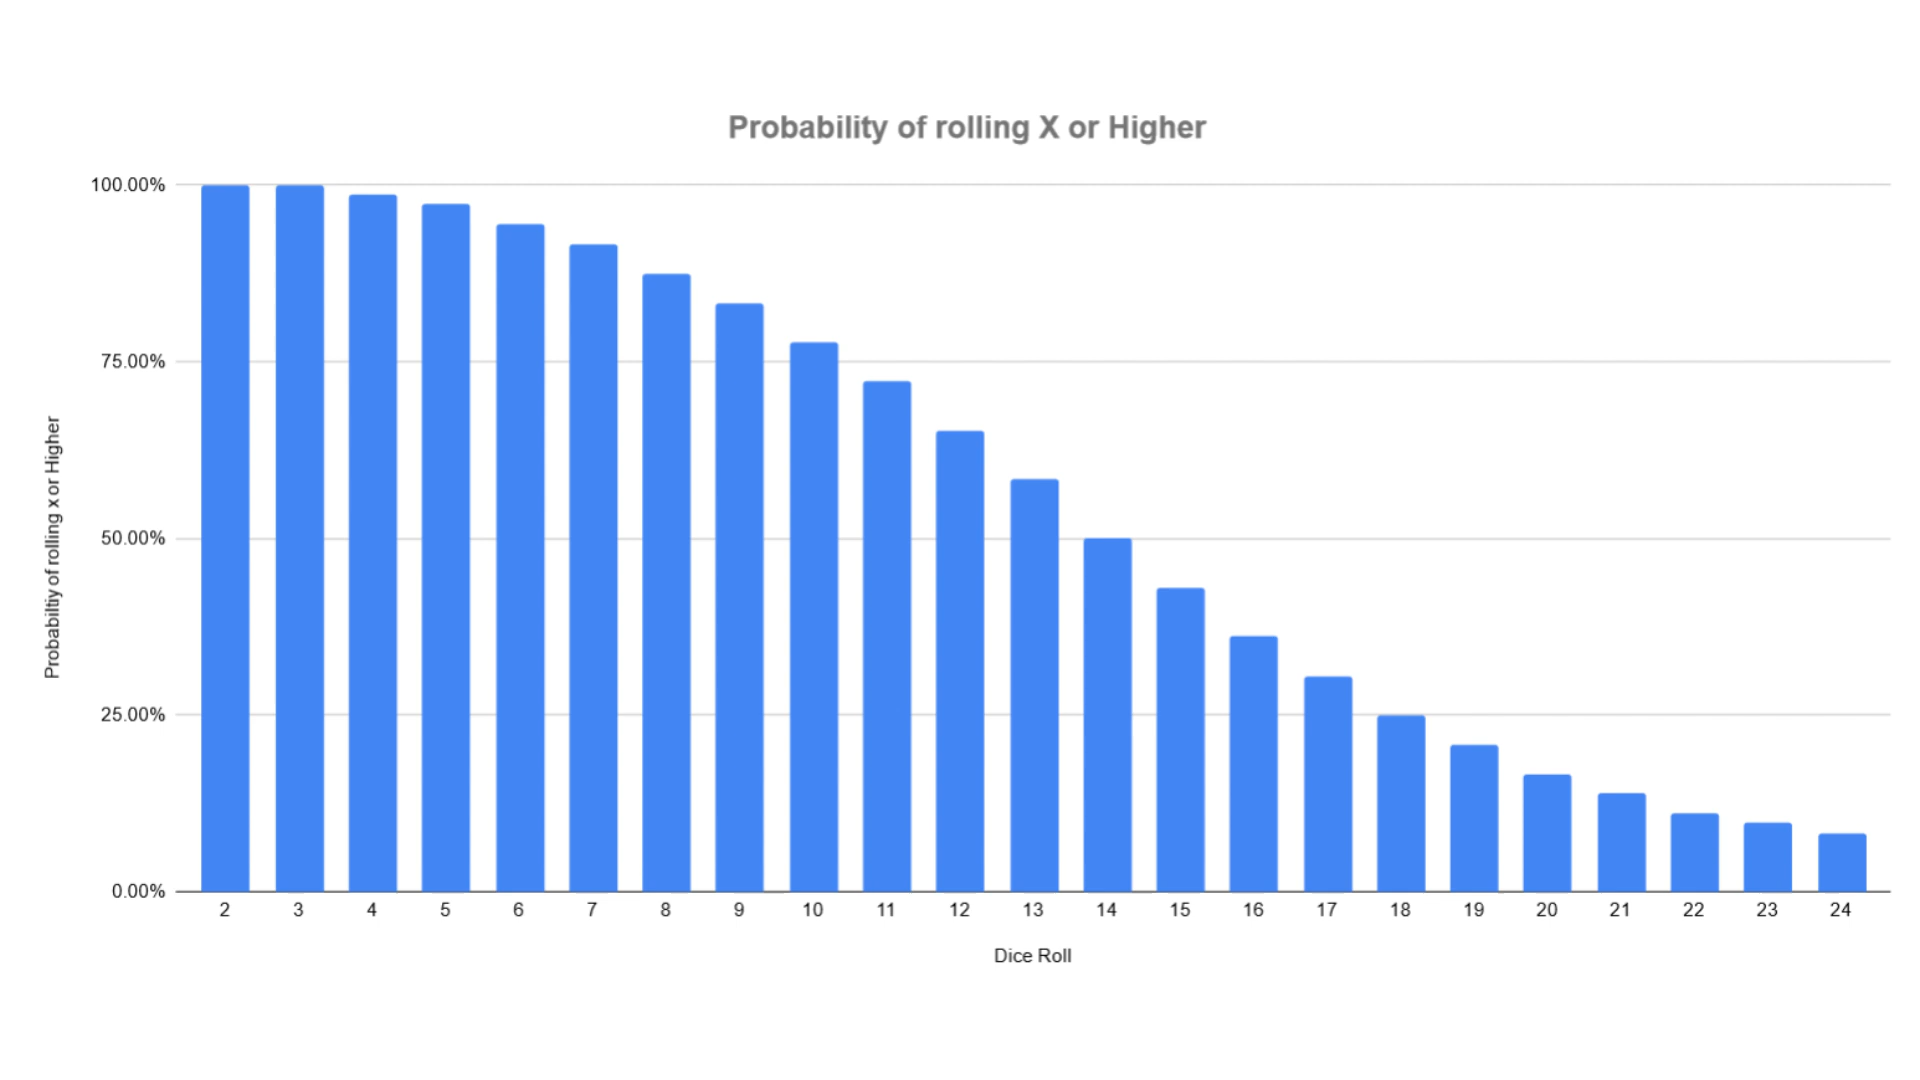 Probability of rolling X or Higher
100.00%
75.00%
50.00%
25.00%
0.00%
Probabiltiy of rolling x or Higher
2 3 4 5 6 7 8 9 10 11 12 13 14 15 16 17 18 19 20 21 22 23 24
Dice Roll